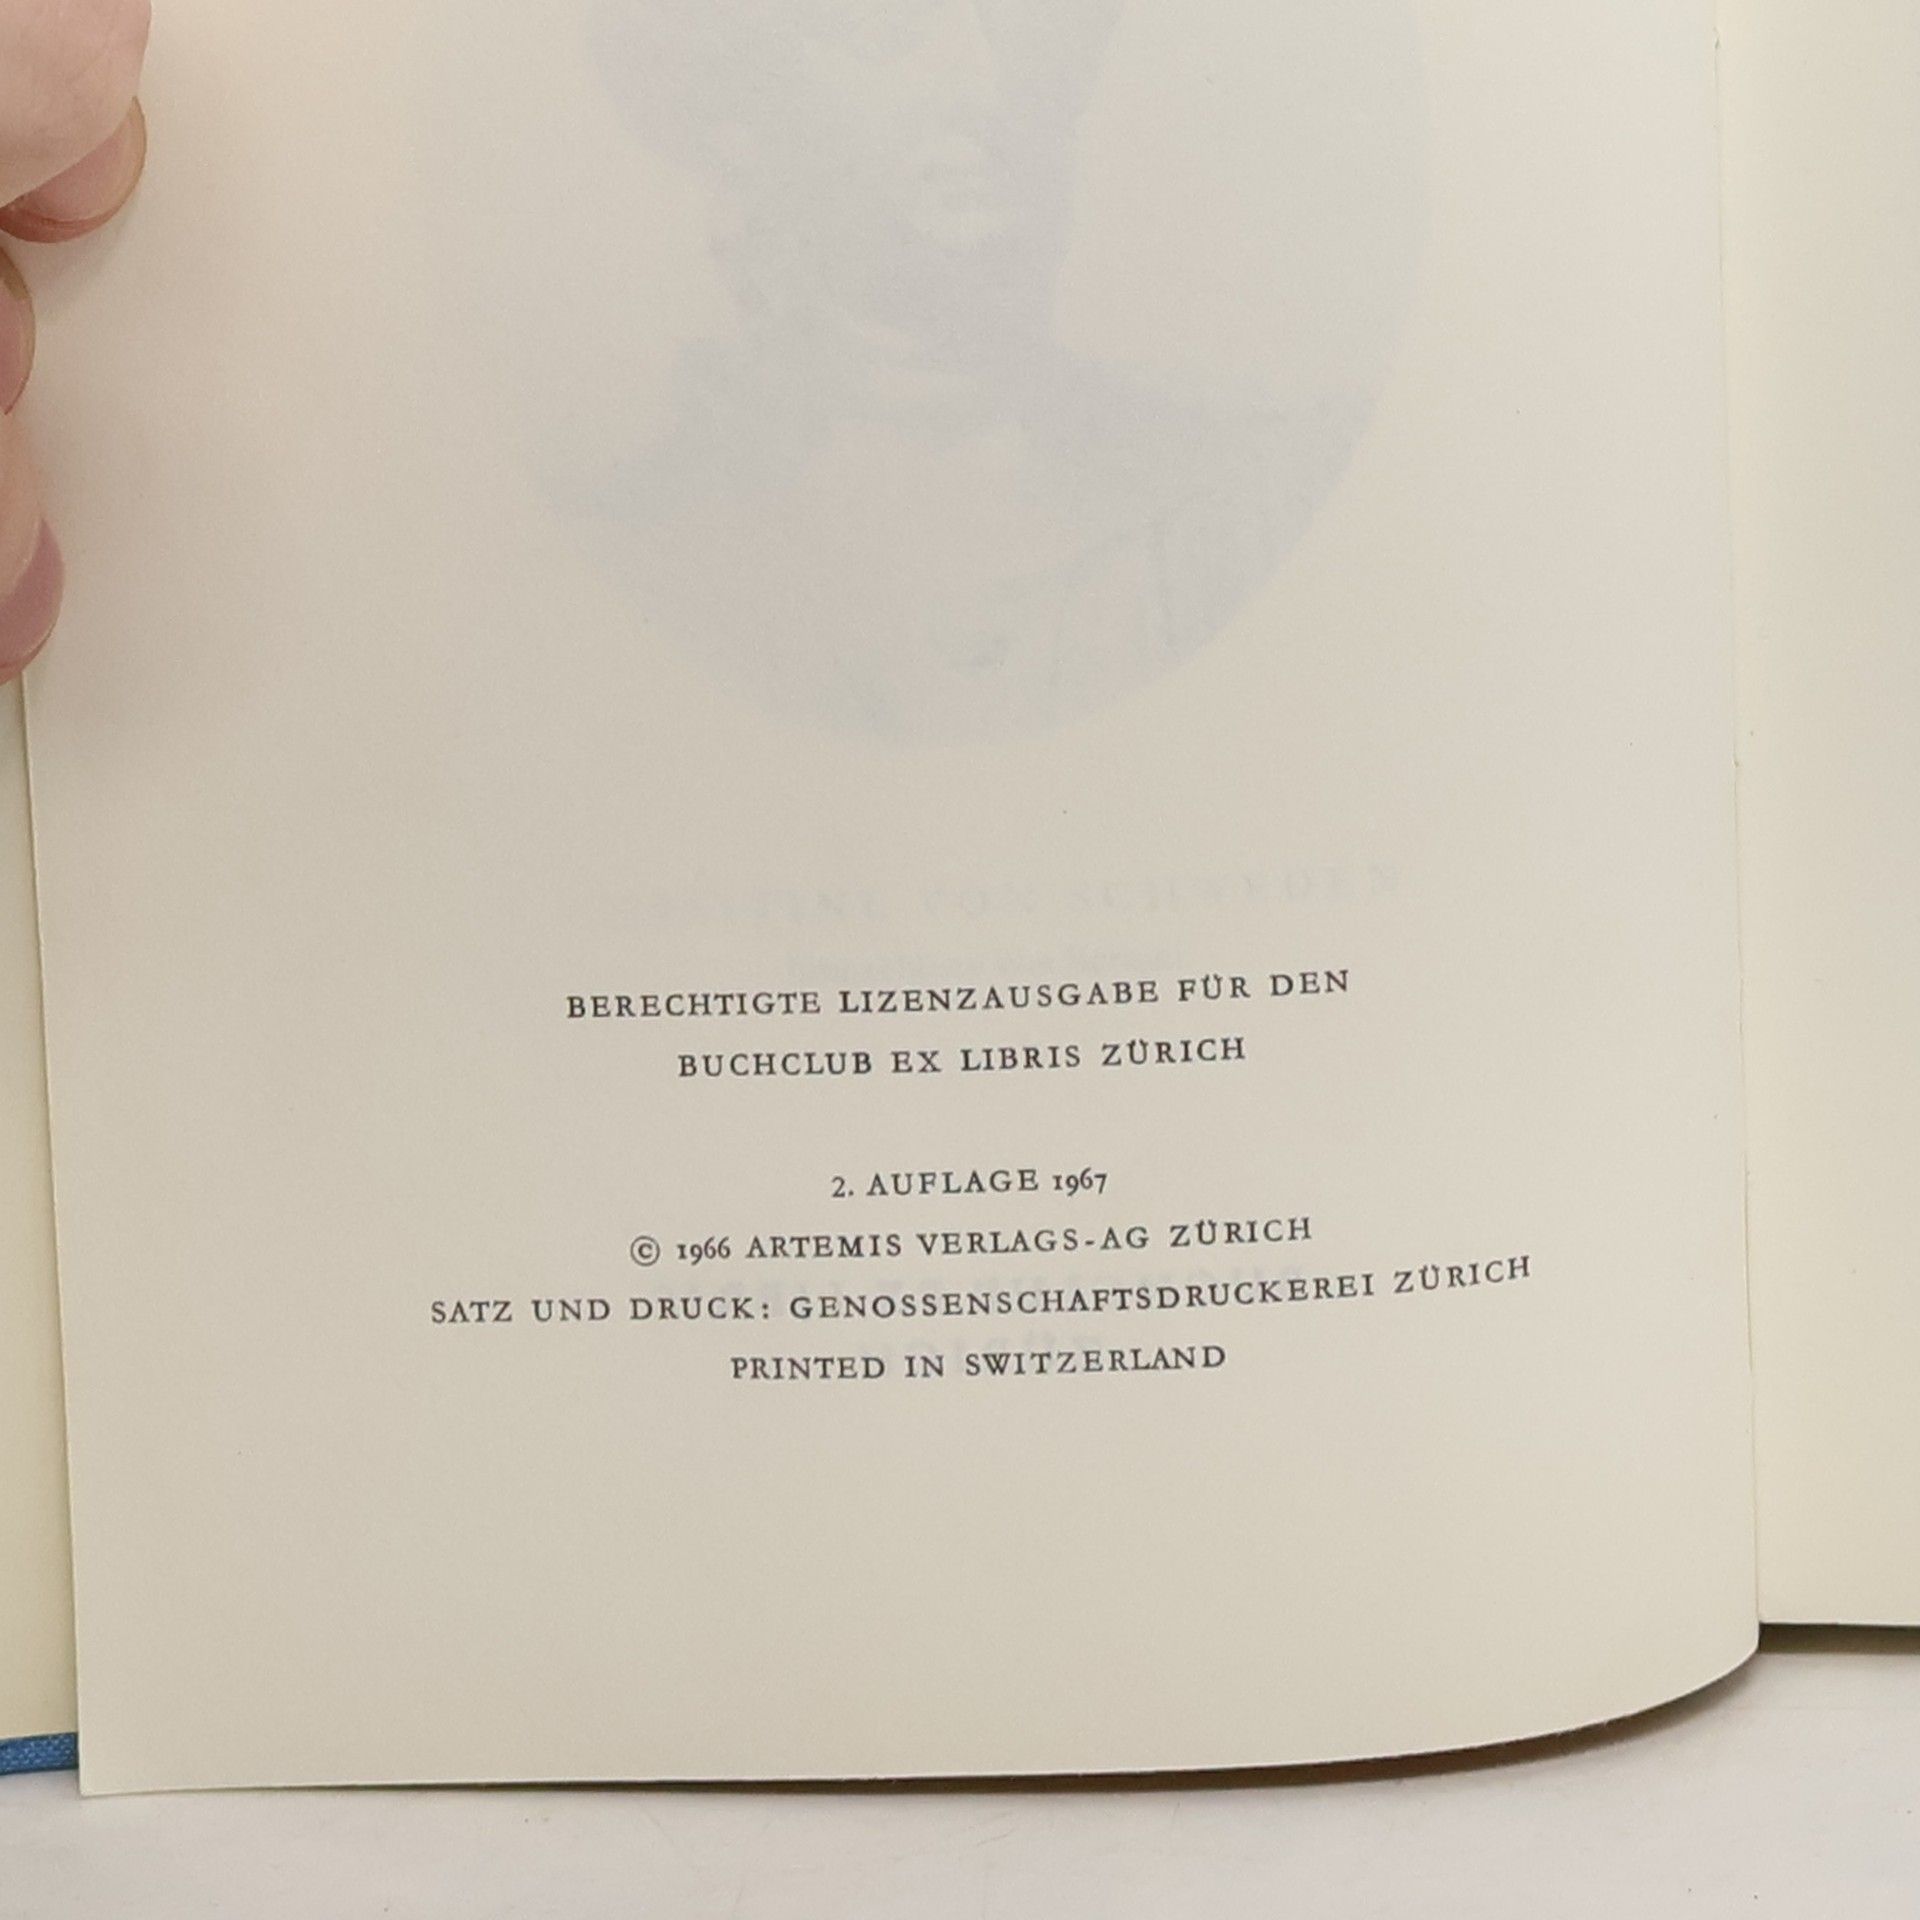 BERECHTIGTE LIZENZAUSGABE FÜR DEN
BUCHCLUB EX LIBRIS ZÜRICH
2. AUFLAGE 1967
© 1966 ARTEMIS VERLAGS-AG ZÜRICH
SATZ UND DRUCK: GENOSSENSCHAFTSDRUCKEREI ZÜRICH
PRINTED IN SWITZERLAND